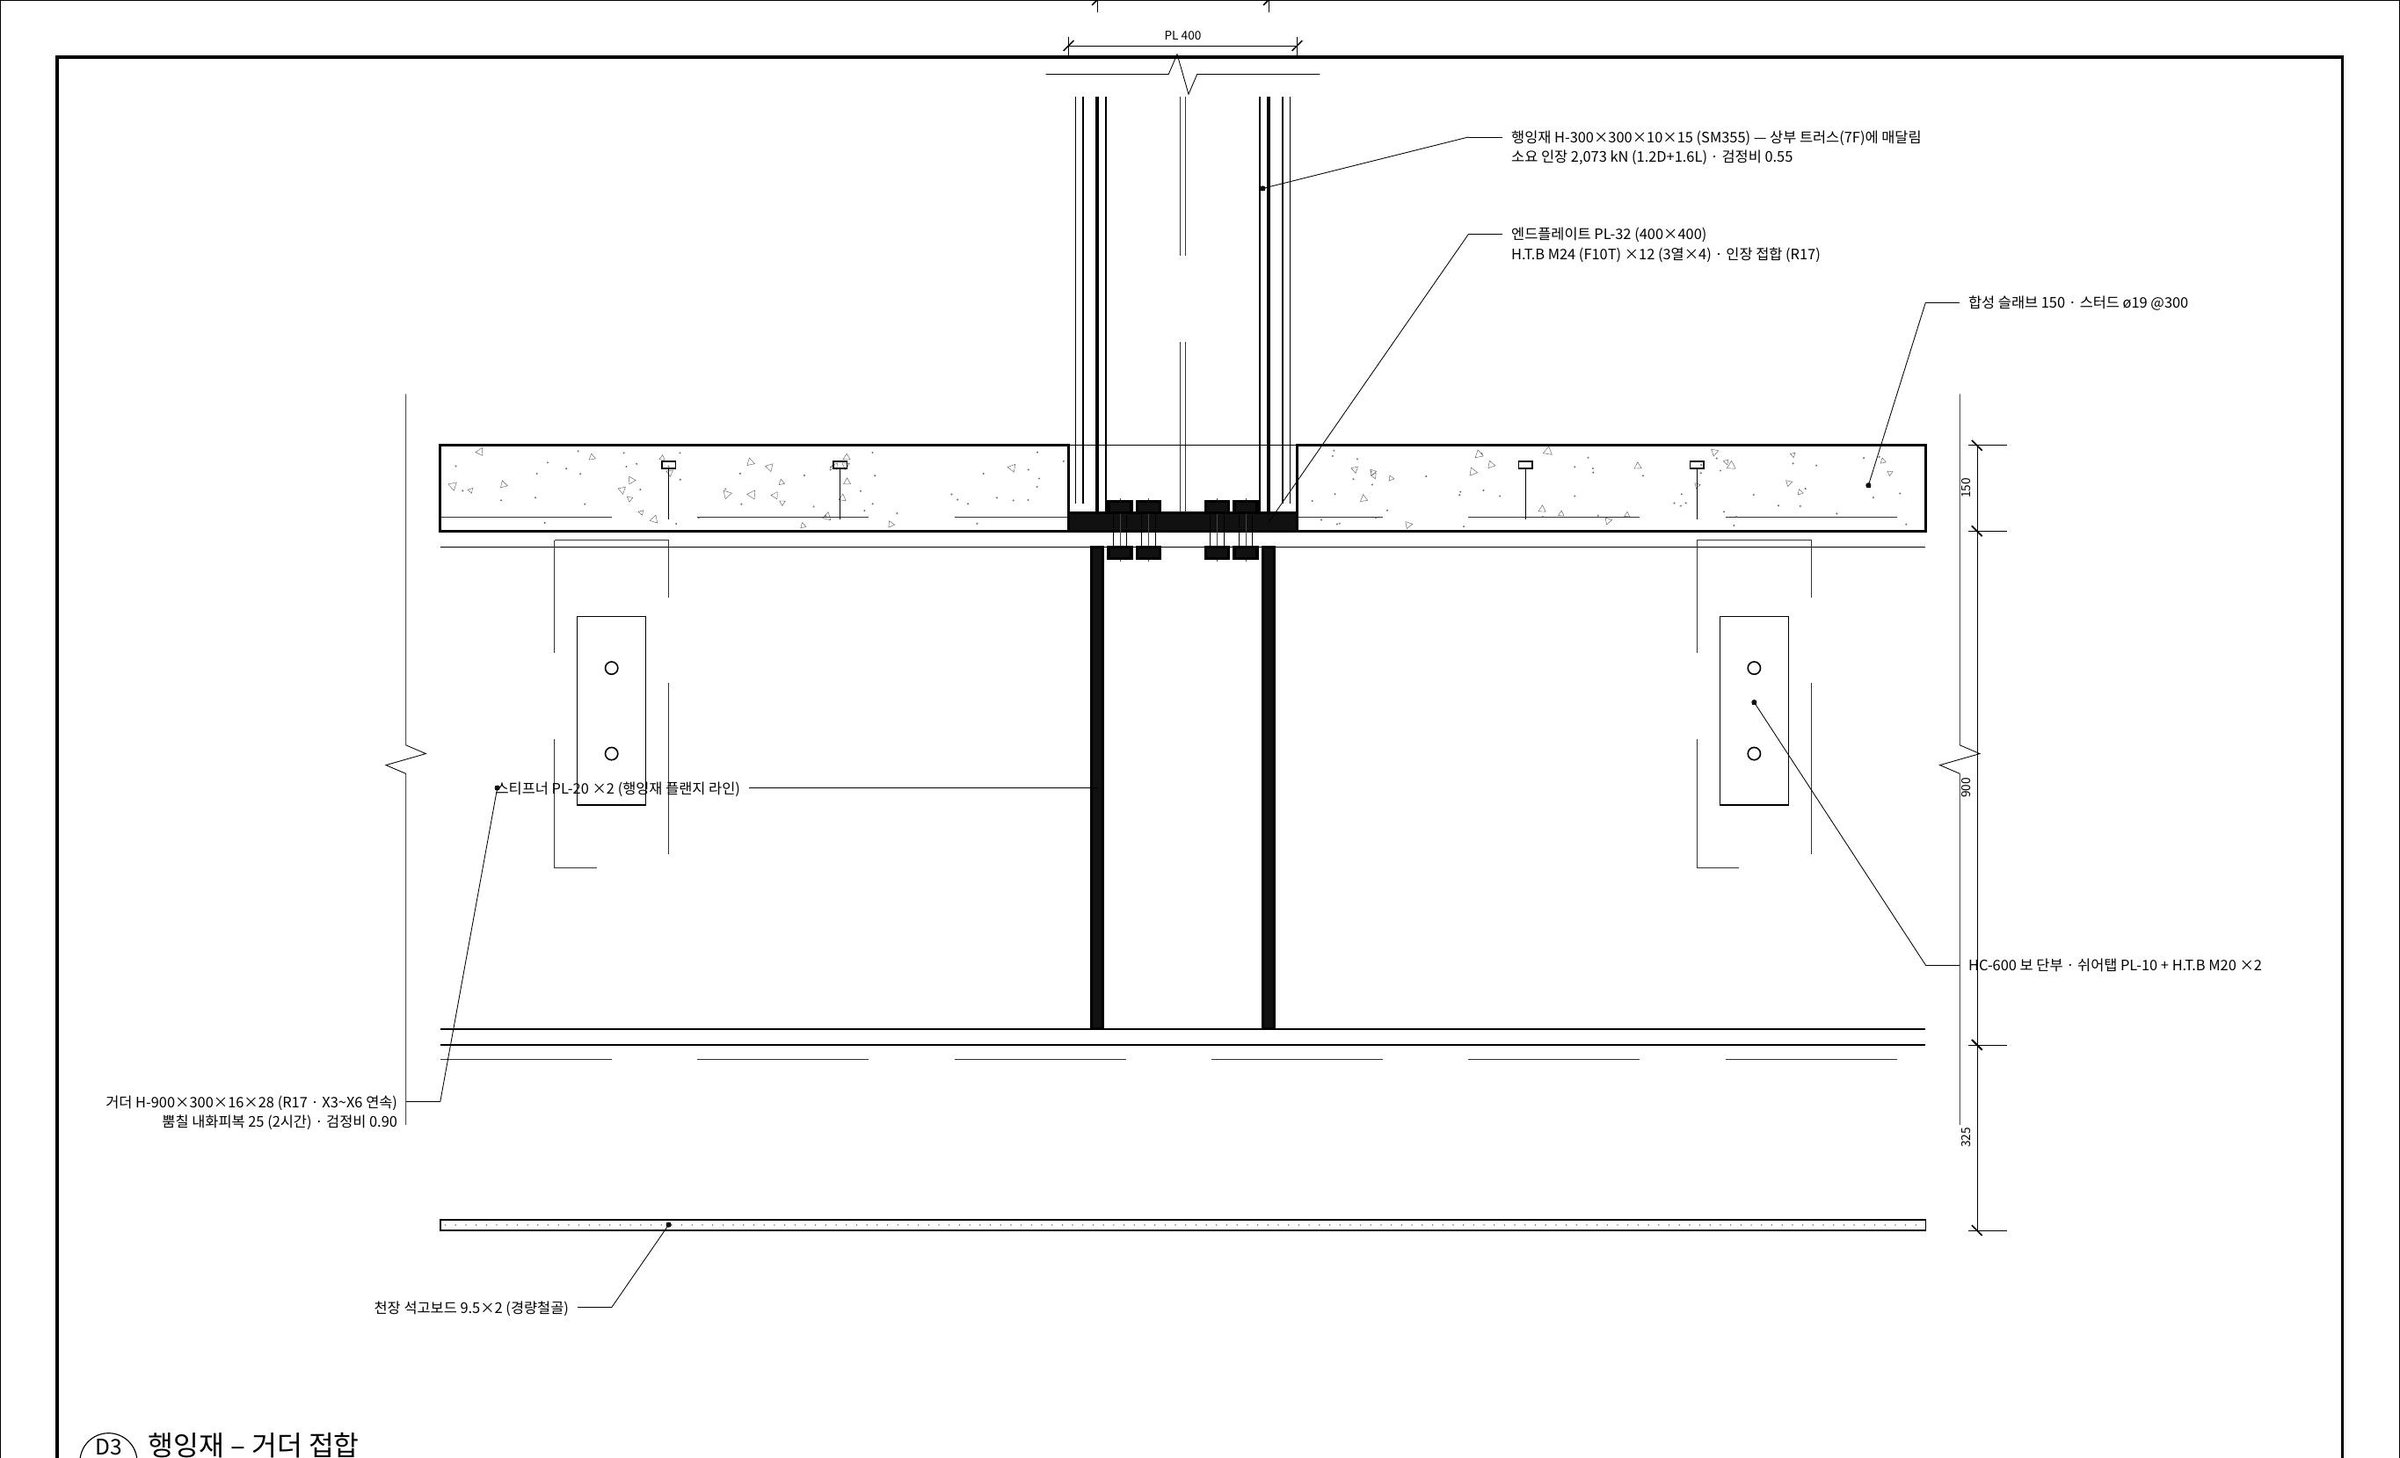 PL 400
행잉재 H-300×300×10×15 (SM355) — 상부 트러스(7F)에 매달림
소요 인장 2,073 kN (1.2D+1.6L) · 검정비 0.55
엔드플레이트 PL-32 (400×400)
H.T.B M24 (F10T) ×12 (3열×4) · 인장 접합 (R17)
합성 슬래브 150 · 스터드 ø19 @300
150
스티프너 PL-20 ×2 (행잉재 플랜지 라인)
900
HC-600 보 단부 · 쉬어탭 PL-10 + H.T.B M20 ×2
거더 H-900×300×16×28 (R17 · X3~X6 연속)
뿜칠 내화피복 25 (2시간) · 검정비 0.90
325
천장 석고보드 9.5×2 (경량철골)
D3 행잉재 – 거더 접합